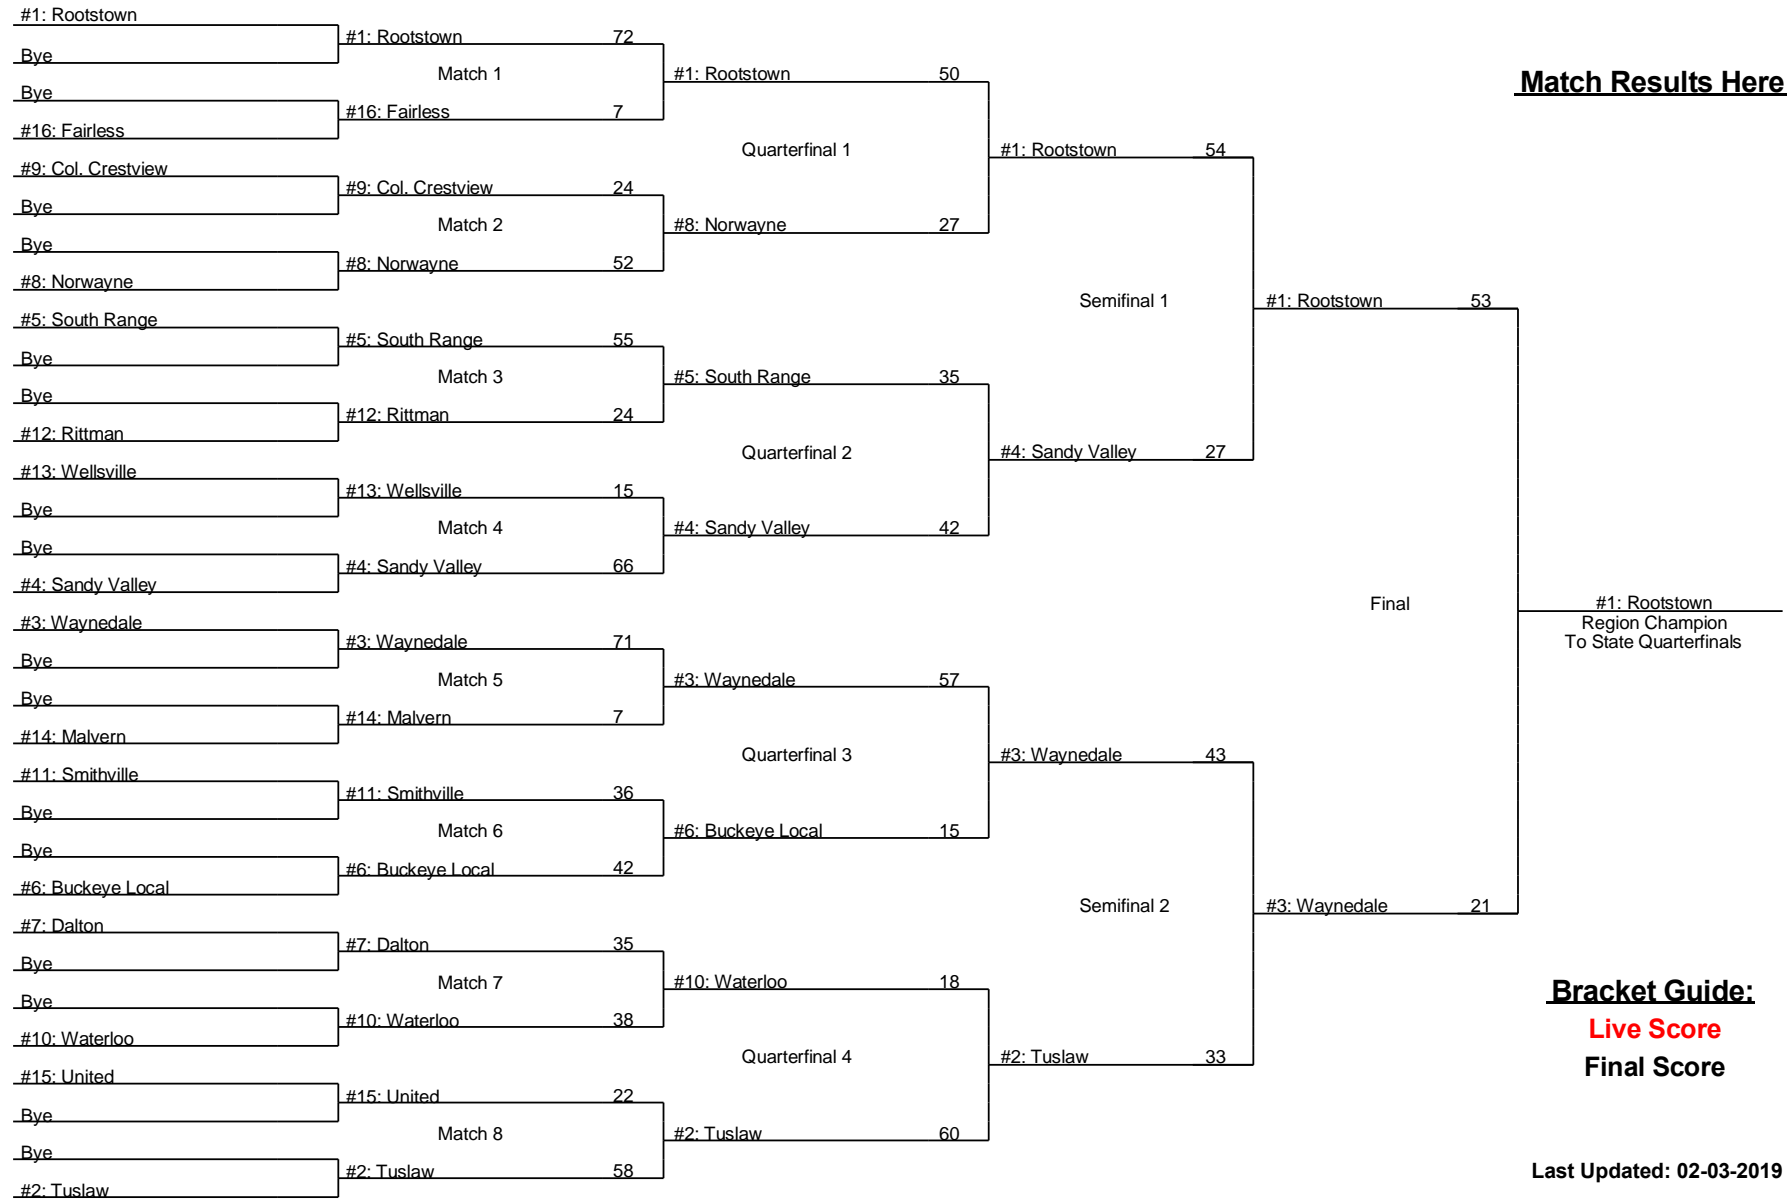 #1: Rootstown
Bye
Bye
#16: Fairless
#9: Col. Crestview
Bye
Bye
#8: Norwayne
#5: South Range
Bye
Bye
#12: Rittman
#13: Wellsville
Bye
Bye
#4: Sandy Valley
#3: Waynedale
Bye
Bye
#14: Malvern
#11: Smithville
Bye
Bye
#6: Buckeye Local
#7: Dalton
Bye
Bye
#10: Waterloo
#15: United
Bye
Bye
#2: Tuslaw
#1: Rootstown 72
Match 1
#16: Fairless 7
#9: Col. Crestview 24
Match 2
#8: Norwayne 52
#5: South Range 55
Match 3
#12: Rittman 24
#13: Wellsville 15
Match 4
#4: Sandy Valley 66
#3: Waynedale 71
Match 5
#14: Malvern 7
#11: Smithville 36
Match 6
#6: Buckeye Local 42
#7: Dalton 35
Match 7
#10: Waterloo 38
#15: United 22
Match 8
#2: Tuslaw 58
#1: Rootstown 50
Quarterfinal 1
#8: Norwayne 27
#5: South Range 35
Quarterfinal 2
#4: Sandy Valley 42
#3: Waynedale 57
Quarterfinal 3
#6: Buckeye Local 15
#10: Waterloo 18
Quarterfinal 4
#2: Tuslaw 60
#1: Rootstown 54
Semifinal 1
#4: Sandy Valley 27
#3: Waynedale 43
Semifinal 2
#2: Tuslaw 33
#1: Rootstown 53
Final
#3: Waynedale 21
Match Results Here
#1: Rootstown
Region Champion
To State Quarterfinals
Bracket Guide:
Live Score
Final Score
Last Updated: 02-03-2019